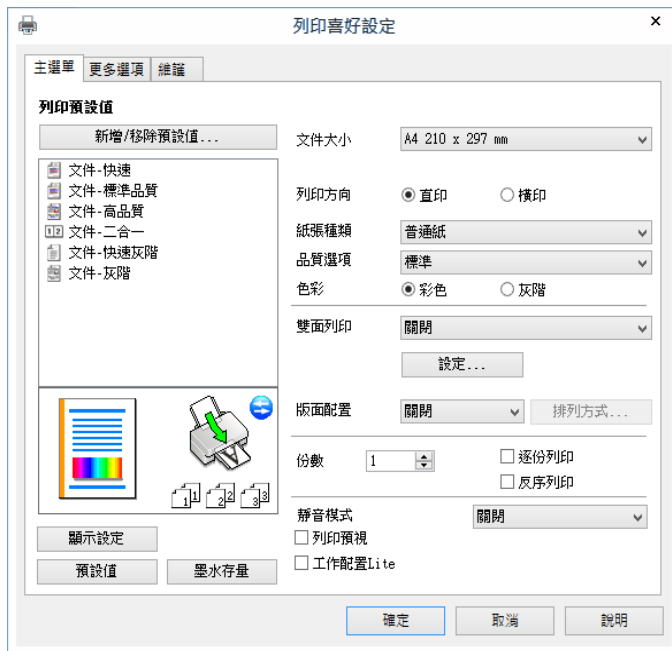 列印喜好設定
主選單 更多選項 維護
列印預設值
新增/移除預設值...
文件-快速
文件-標準品質
文件-高品質
1 2 文件-二合一
文件-快速灰階
文件-灰階
1 1 2 2 3 3
顯示設定
預設值 墨水存量
文件大小 A4 210 x 297 mm
列印方向 直印 橫印
紙張種類 普通紙
品質選項 標準
色彩 彩色 灰階
雙面列印 關閉
設定...
版面配置 關閉 排列方式...
份數 1 逐份列印
反序列印
靜音模式 關閉
列印預視
工作配置Lite
確定 取消 說明